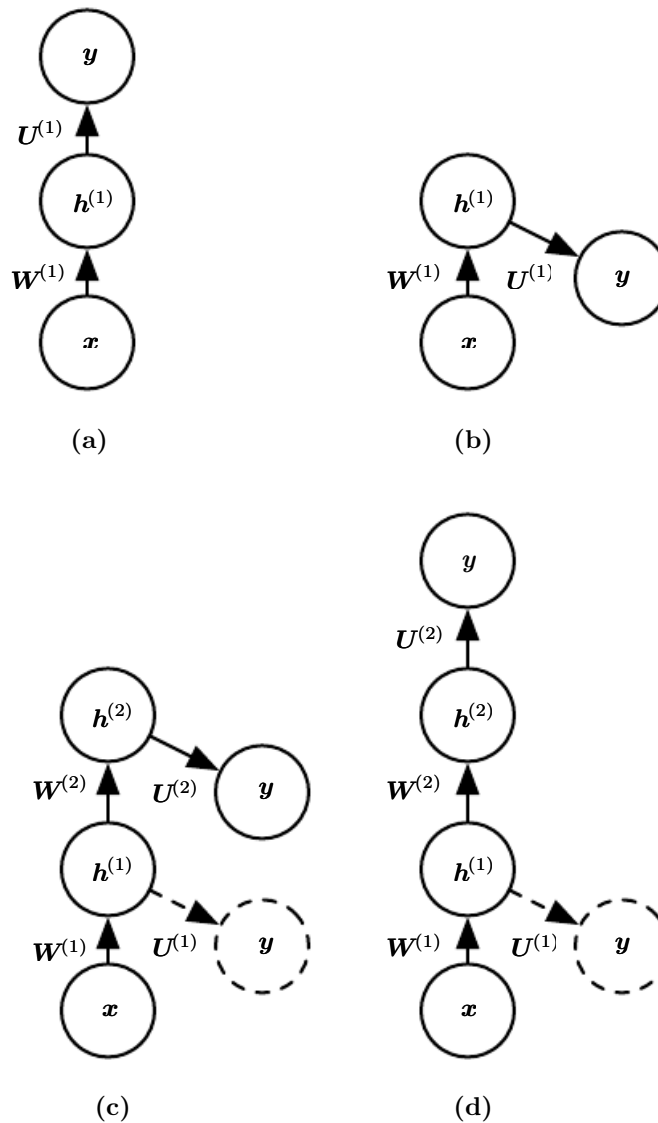 y
U(1)
h(1)
W(1)
x
(a)
h(1)
W(1) U(1) y
x
(b)
h(2)
W(2) U(2) y
h(1)
W(1) U(1) y
x
(c)
y
U(2)
h(2)
W(2)
h(1)
W(1) U(1) y
x
(d)